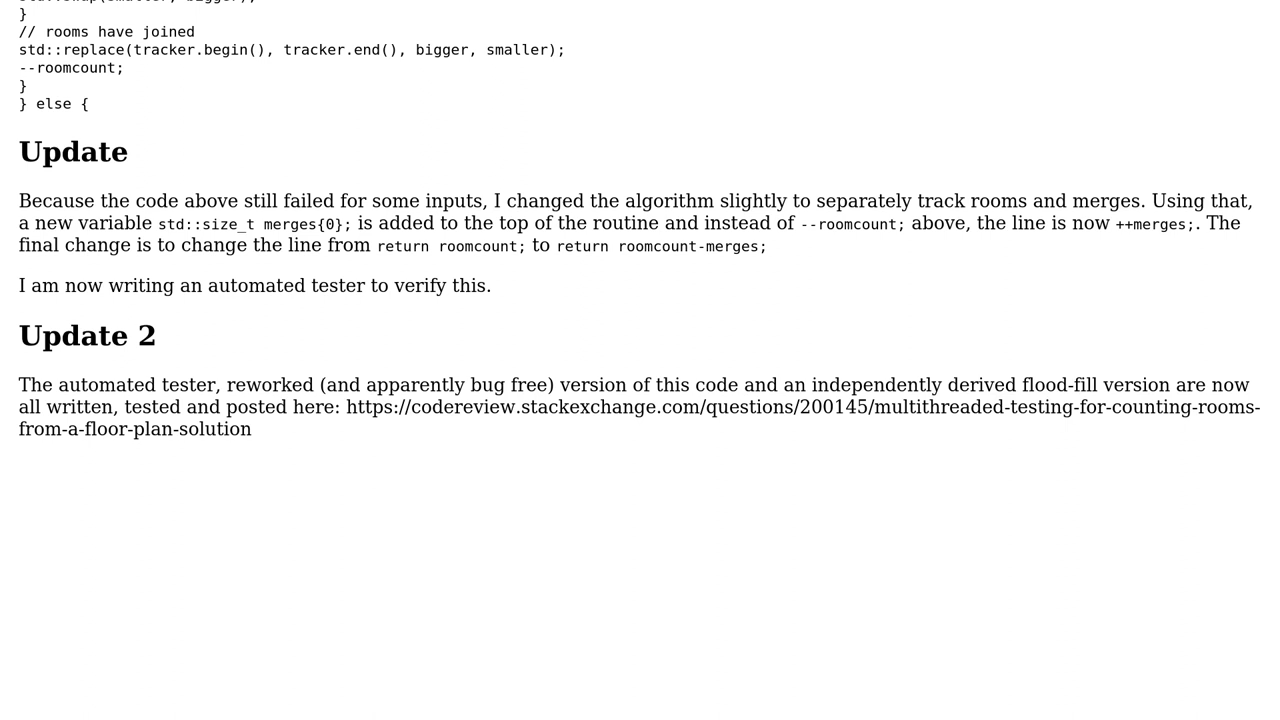 }
// rooms have joined
std::replace(tracker.begin(), tracker.end(), bigger, smaller);
--roomcount;
}
} else {
Update
Because the code above still failed for some inputs, I changed the algorithm slightly to separately track rooms and merges. Using that,
a new variable std::size_t merges{0}; is added to the top of the routine and instead of --roomcount; above, the line is now ++merges;. The
final change is to change the line from return roomcount; to return roomcount-merges;
I am now writing an automated tester to verify this.
Update 2
The automated tester, reworked (and apparently bug free) version of this code and an independently derived flood-fill version are now
all written, tested and posted here: https://codereview.stackexchange.com/questions/200145/multithreaded-testing-for-counting-rooms-
from-a-floor-plan-solution